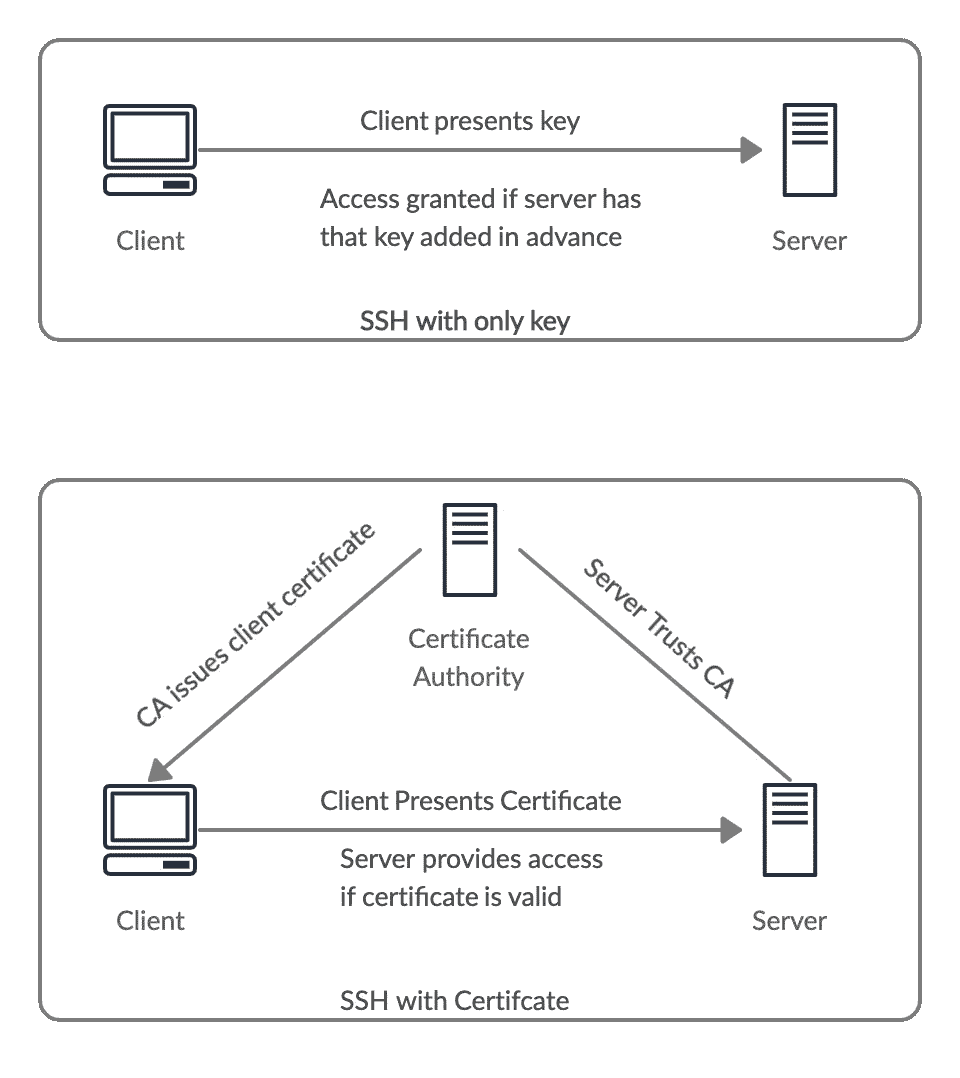 Client presents key
Access granted if server has
that key added in advance
Client
Server
SSH with only key
CA issues client certificate
Server Trusts CA
Certificate
Authority
Client Presents Certificate
Server provides access
if certificate is valid
Client
Server
SSH with Certifcate